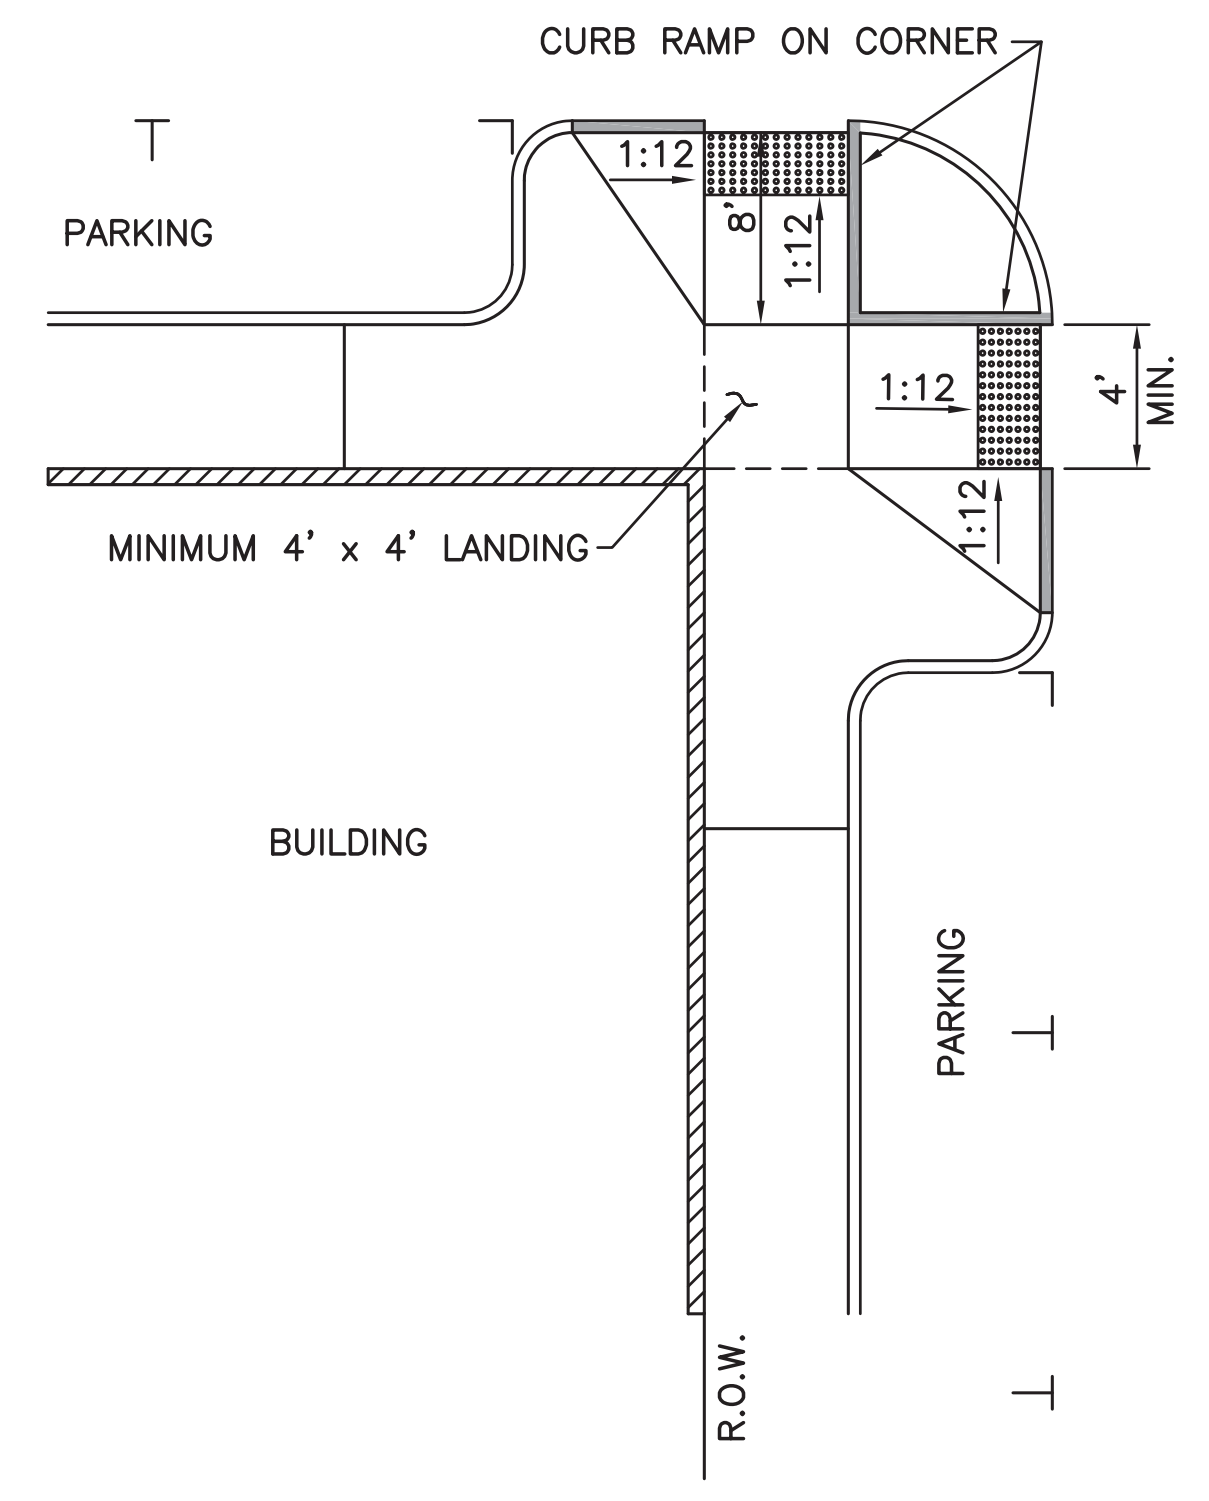 CURB RAMP ON CORNER
1:12
PARKING
8'
1:12
1:12
4'
MIN.
1:12
MINIMUM 4' x 4' LANDING
BUILDING
PARKING
R.O.W.